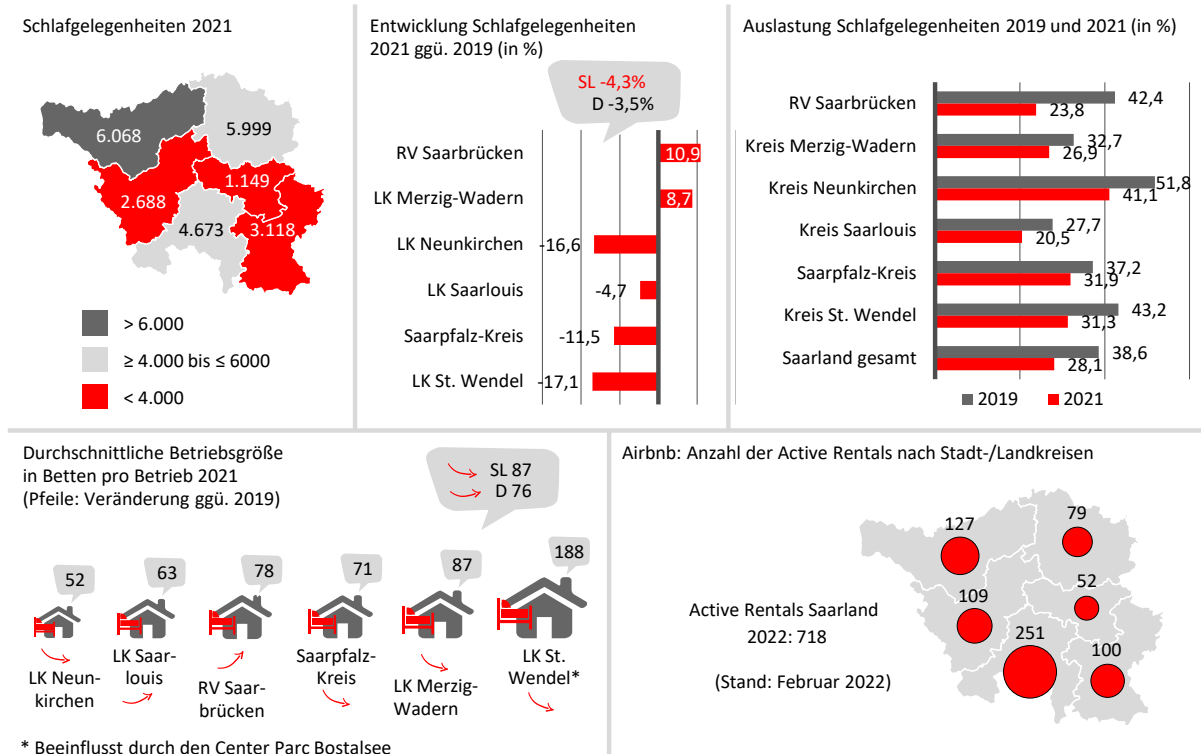 Schlafgelegenheiten 2021
6.068
5.999
1.149
2.688
4.673
3.118
> 6.000
≥ 4.000 bis ≤ 6000
< 4.000
Entwicklung Schlafgelegenheiten
2021 ggü. 2019 (in %)
SL -4,3%
D -3,5%
RV Saarbrücken
10,9
LK Merzig-Wadern
8,7
LK Neunkirchen
-16,6
LK Saarlouis
-4,7
Saarpfalz-Kreis
-11,5
LK St. Wendel
-17,1
Auslastung Schlafgelegenheiten 2019 und 2021 (in %)
RV Saarbrücken
42,4
23,8
Kreis Merzig-Wadern
32,7
26,9
Kreis Neunkirchen
51,8
41,1
Kreis Saarlouis
27,7
20,5
Saarpfalz-Kreis
37,2
31,9
Kreis St. Wendel
43,2
31,3
Saarland gesamt
38,6
28,1
2019
2021
Durchschnittliche Betriebsgröße
in Betten pro Betrieb 2021
(Pfeile: Veränderung ggü. 2019)
SL 87
D 76
52
63
78
71
87
188
LK Neun-
kirchen
LK Saar-
louis
RV Saar-
brücken
Saarpfalz-
Kreis
LK Merzig-
Wadern
LK St.
Wendel*
* Beeinflusst durch den Center Parc Bostalsee
Airbnb: Anzahl der Active Rentals nach Stadt-/Landkreisen
127
79
109
52
251
100
Active Rentals Saarland
2022: 718
(Stand: Februar 2022)